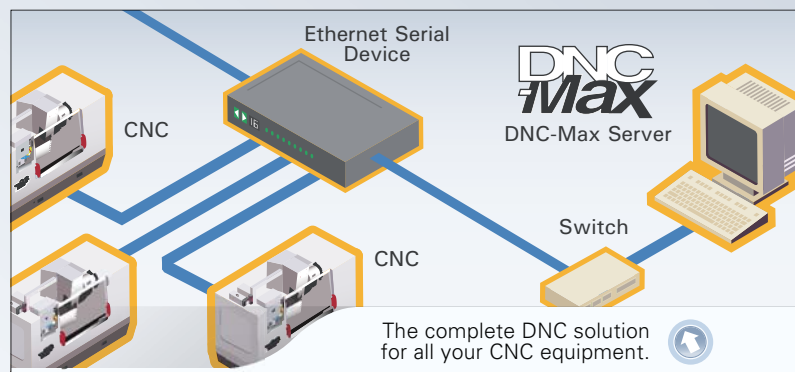 Ethernet Serial
Device
DNC
-Max
DNC-Max Server
CNC
16
Switch
CNC
The complete DNC solution
for all your CNC equipment.